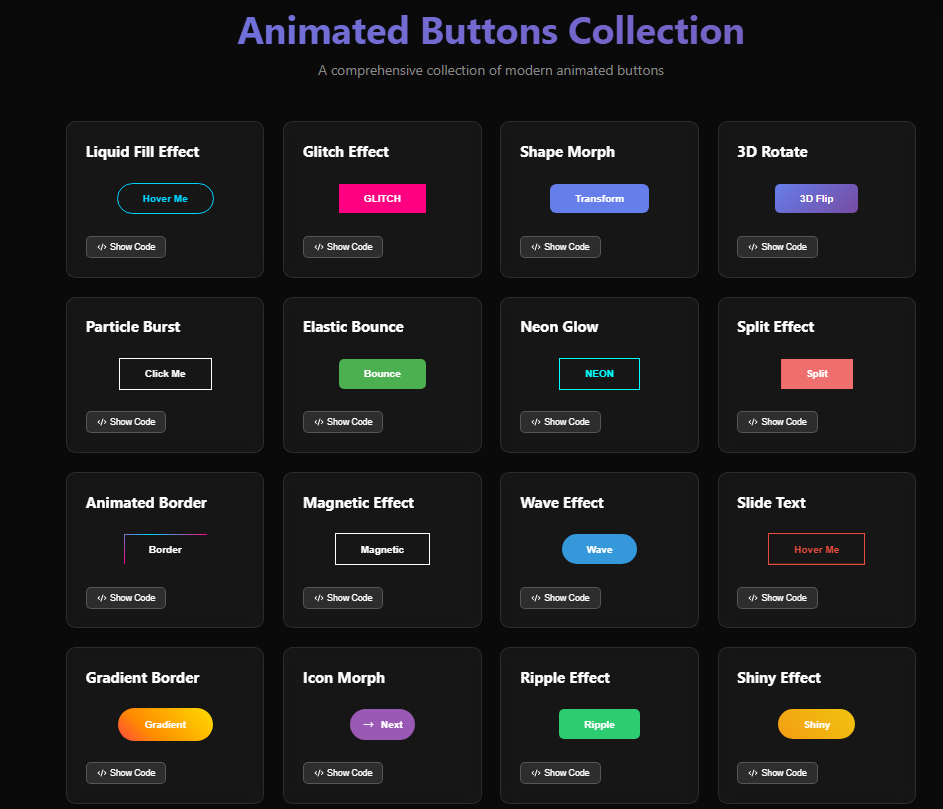 Animated Buttons Collection
A comprehensive collection of modern animated buttons
Liquid Fill Effect
Hover Me
</> Show Code
Glitch Effect
GLITCH
</> Show Code
Shape Morph
Transform
</> Show Code
3D Rotate
3D Flip
</> Show Code
Particle Burst
Click Me
</> Show Code
Elastic Bounce
Bounce
</> Show Code
Neon Glow
NEON
</> Show Code
Split Effect
Split
</> Show Code
Animated Border
Border
</> Show Code
Magnetic Effect
Magnetic
</> Show Code
Wave Effect
Wave
</> Show Code
Slide Text
Hover Me
</> Show Code
Gradient Border
Gradient
</> Show Code
Icon Morph
→ Next
</> Show Code
Ripple Effect
Ripple
</> Show Code
Shiny Effect
Shiny
</> Show Code